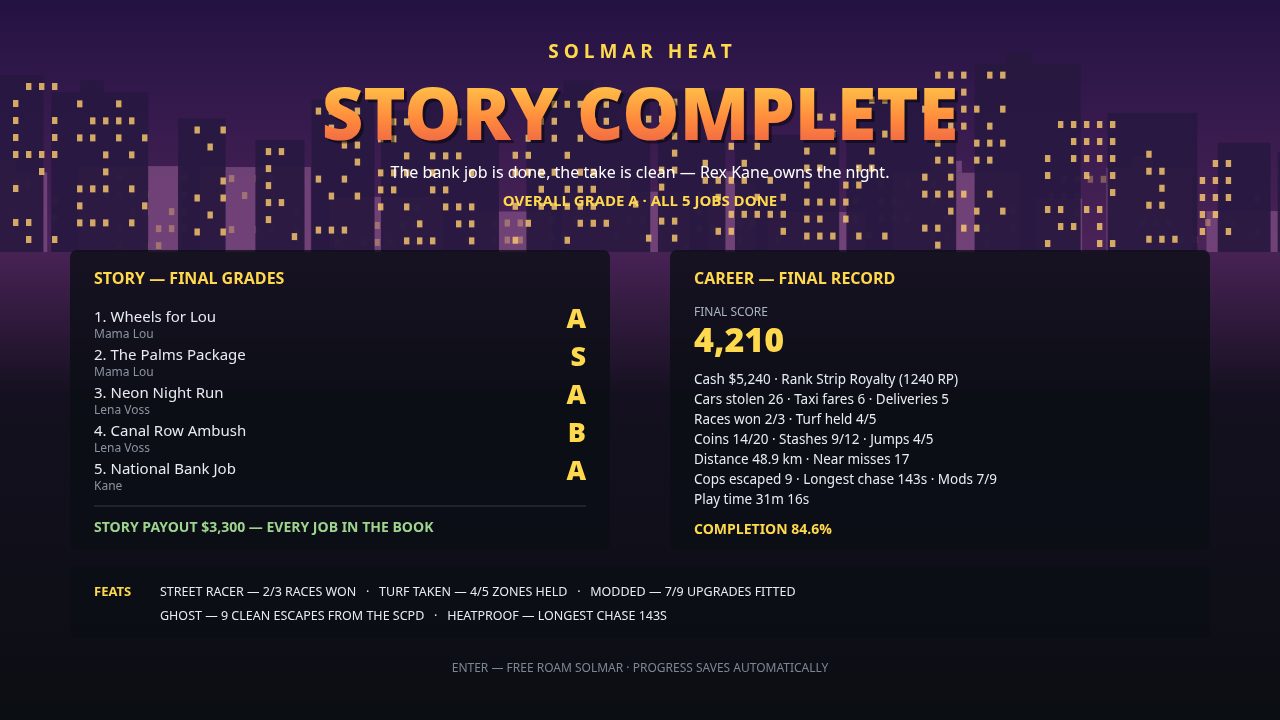 SOLMAR HEAT
STORY COMPLETE
The bank job is done, the take is clean — Rex Kane owns the night.
OVERALL GRADE A · ALL 5 JOBS DONE
STORY — FINAL GRADES
1. Wheels for Lou A
Mama Lou
2. The Palms Package S
Mama Lou
3. Neon Night Run A
Lena Voss
4. Canal Row Ambush B
Lena Voss
5. National Bank Job A
Kane
STORY PAYOUT $3,300 — EVERY JOB IN THE BOOK
CAREER — FINAL RECORD
FINAL SCORE
4,210
Cash $5,240 · Rank Strip Royalty (1240 RP)
Cars stolen 26 · Taxi fares 6 · Deliveries 5
Races won 2/3 · Turf held 4/5
Coins 14/20 · Stashes 9/12 · Jumps 4/5
Distance 48.9 km · Near misses 17
Cops escaped 9 · Longest chase 143s · Mods 7/9
Play time 31m 16s
COMPLETION 84.6%
FEATS STREET RACER — 2/3 RACES WON · TURF TAKEN — 4/5 ZONES HELD · MODDED — 7/9 UPGRADES FITTED
GHOST — 9 CLEAN ESCAPES FROM THE SCPD · HEATPROOF — LONGEST CHASE 143S
ENTER — FREE ROAM SOLMAR · PROGRESS SAVES AUTOMATICALLY